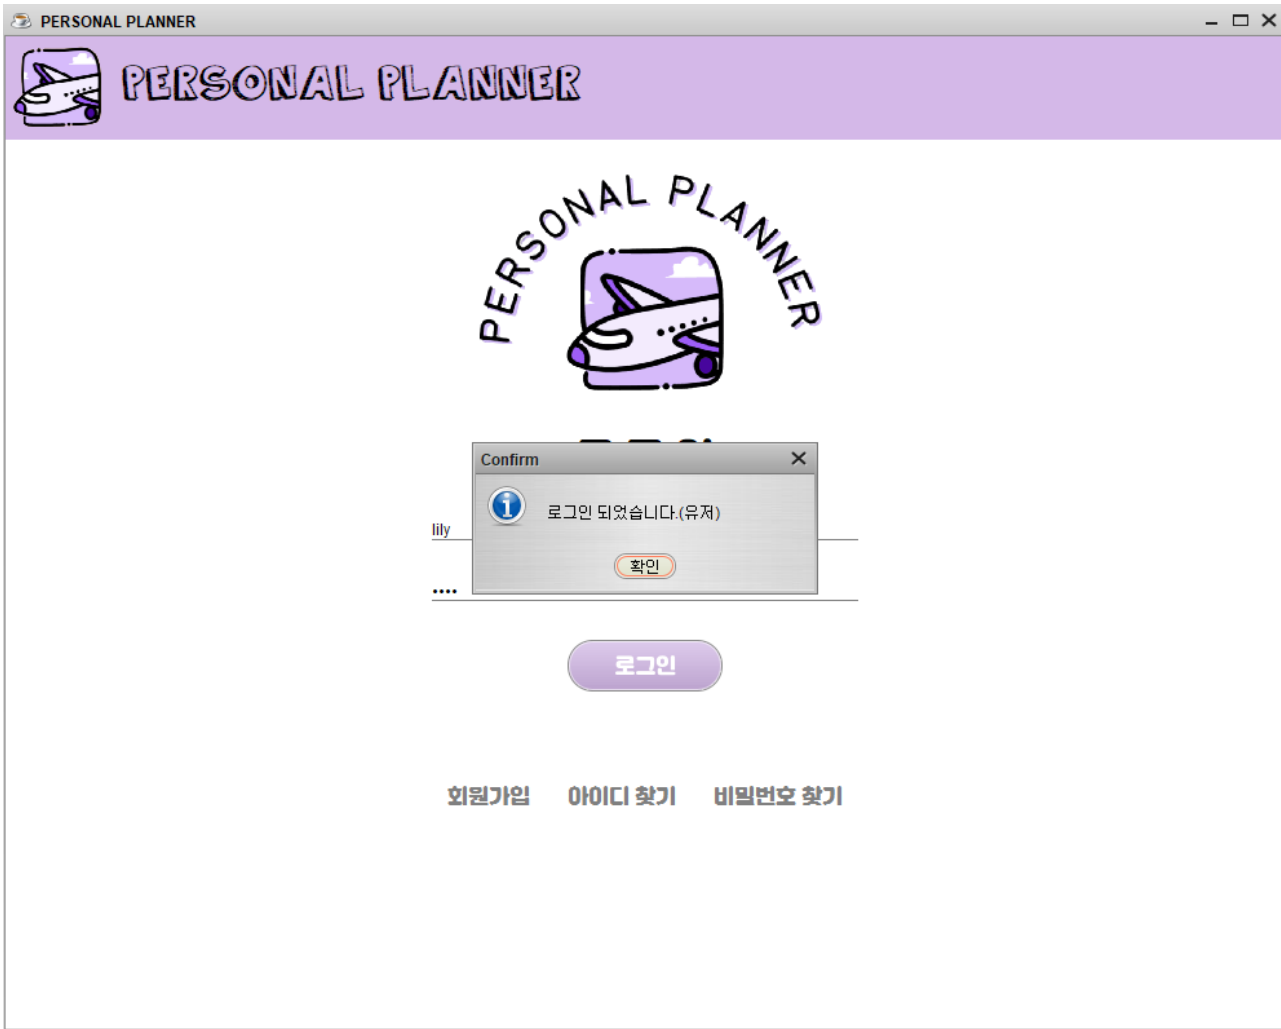 PERSONAL PLANNER
PERSONAL PLANNER
PERSONAL PLANNER
Confirm
로그인 되었습니다.(유저)
확인
lily
••••
로그인
회원가입 아이디 찾기 비밀번호 찾기